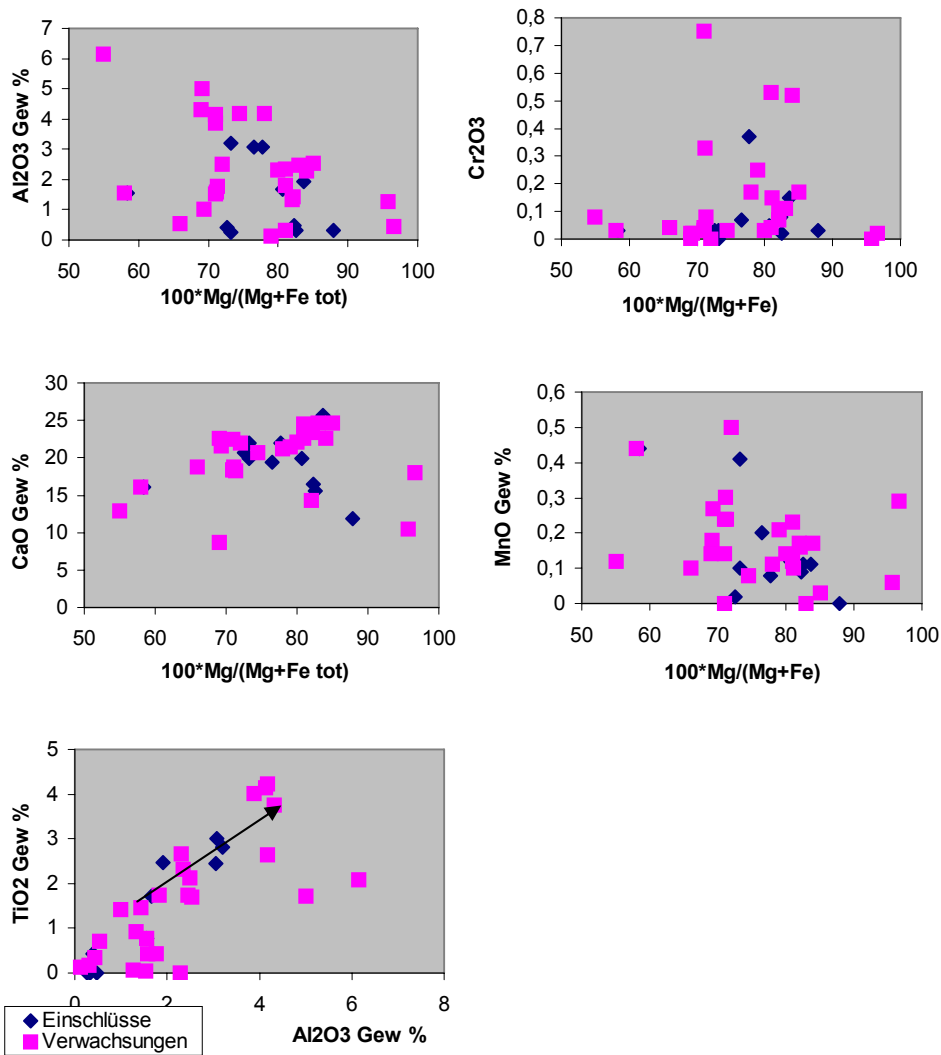 7
6
5
4
3
2
1
0
50 60 70 80 90 100
Al2O3 Gew %
100*Mg/(Mg+Fe tot)
0,8
0,7
0,6
0,5
0,4
0,3
0,2
0,1
0
50 60 70 80 90 100
Cr2O3
100*Mg/(Mg+Fe)
30
25
20
15
10
5
0
50 60 70 80 90 100
CaO Gew %
100*Mg/(Mg+Fe tot)
0,6
0,5
0,4
0,3
0,2
0,1
0
50 60 70 80 90 100
MnO Gew %
100*Mg/(Mg+Fe)
5
4
3
2
1
0
0 2 4 6 8
TiO2 Gew %
Al2O3 Gew %
Einschlüsse
Verwachsungen